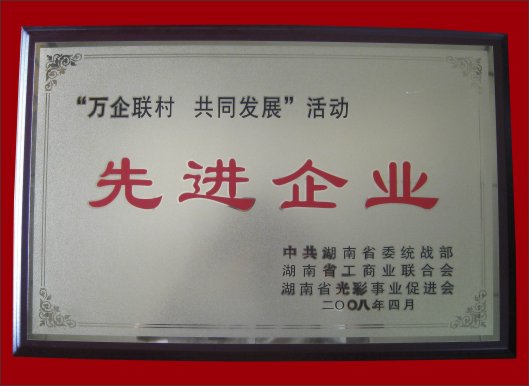 “万企联村 共同发展”活动
先进企业
中共湖南省委统战部
湖南省工商业联合会
湖南省光彩事业促进会
二〇〇八年四月